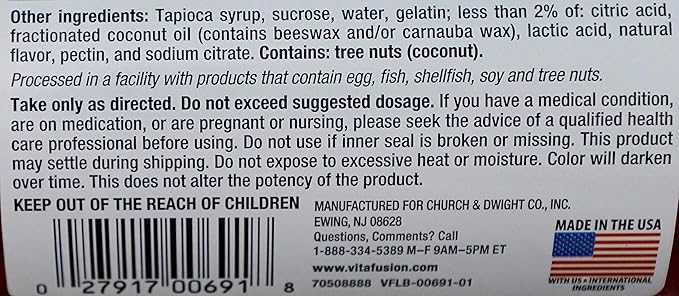 Other ingredients: Tapioca syrup, sucrose, water, gelatin; less than 2% of: citric acid,
fractionated coconut oil (contains beeswax and/or carnauba wax), lactic acid, natural
flavor, pectin, and sodium citrate. Contains: tree nuts (coconut).
Processed in a facility with products that contain egg, fish, shellfish, soy and tree nuts.
Take only as directed. Do not exceed suggested dosage. If you have a medical condition,
are on medication, or are pregnant or nursing, please seek the advice of a qualified health
care professional before using. Do not use if inner seal is broken or missing. This product
may settle during shipping. Do not expose to excessive heat or moisture. Color will darken
over time. This does not alter the potency of the product.
KEEP OUT OF THE REACH OF CHILDREN
0 27917 00691 8
MANUFACTURED FOR CHURCH & DWIGHT CO., INC.
EWING, NJ 08628
Questions, Comments? Call
1-888-334-5389 M–F 9AM–5PM ET
www.vitafusion.com
70508888 VFLB-00691-01
MADE IN THE USA
WITH US & INTERNATIONAL
INGREDIENTS